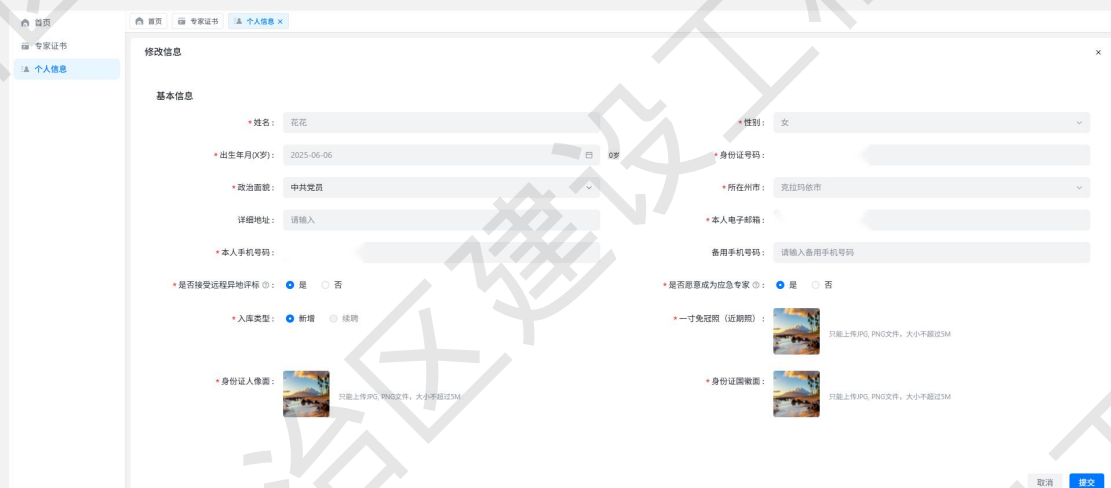 首页
专家证书
个人信息
首页 专家证书 个人信息 ×
修改信息 ×
基本信息
* 姓名： 花花
* 性别： 女
* 出生年月(X岁)： 2025-06-06 0岁
* 身份证号码：
* 政治面貌： 中共党员
* 所在州市： 克拉玛依市
详细地址： 请输入
* 本人电子邮箱：
* 本人手机号码：
备用手机号码： 请输入备用手机号码
* 是否接受远程异地评标 ?： 是 否
* 是否愿意成为应急专家 ?： 是 否
* 入库类型： 新增 续聘
* 一寸免冠照（近期照）： 只能上传JPG, PNG文件，大小不超过5M
* 身份证人像面： 只能上传JPG, PNG文件，大小不超过5M
* 身份证国徽面： 只能上传JPG, PNG文件，大小不超过5M
取消 提交
治区建设工程